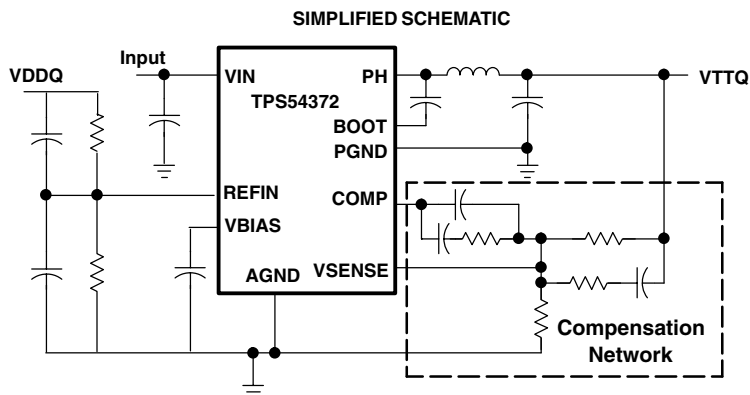 SIMPLIFIED SCHEMATIC
VDDQ
Input
VIN
PH
VTTQ
TPS54372
BOOT
PGND
REFIN
COMP
VBIAS
AGND
VSENSE
Compensation
Network